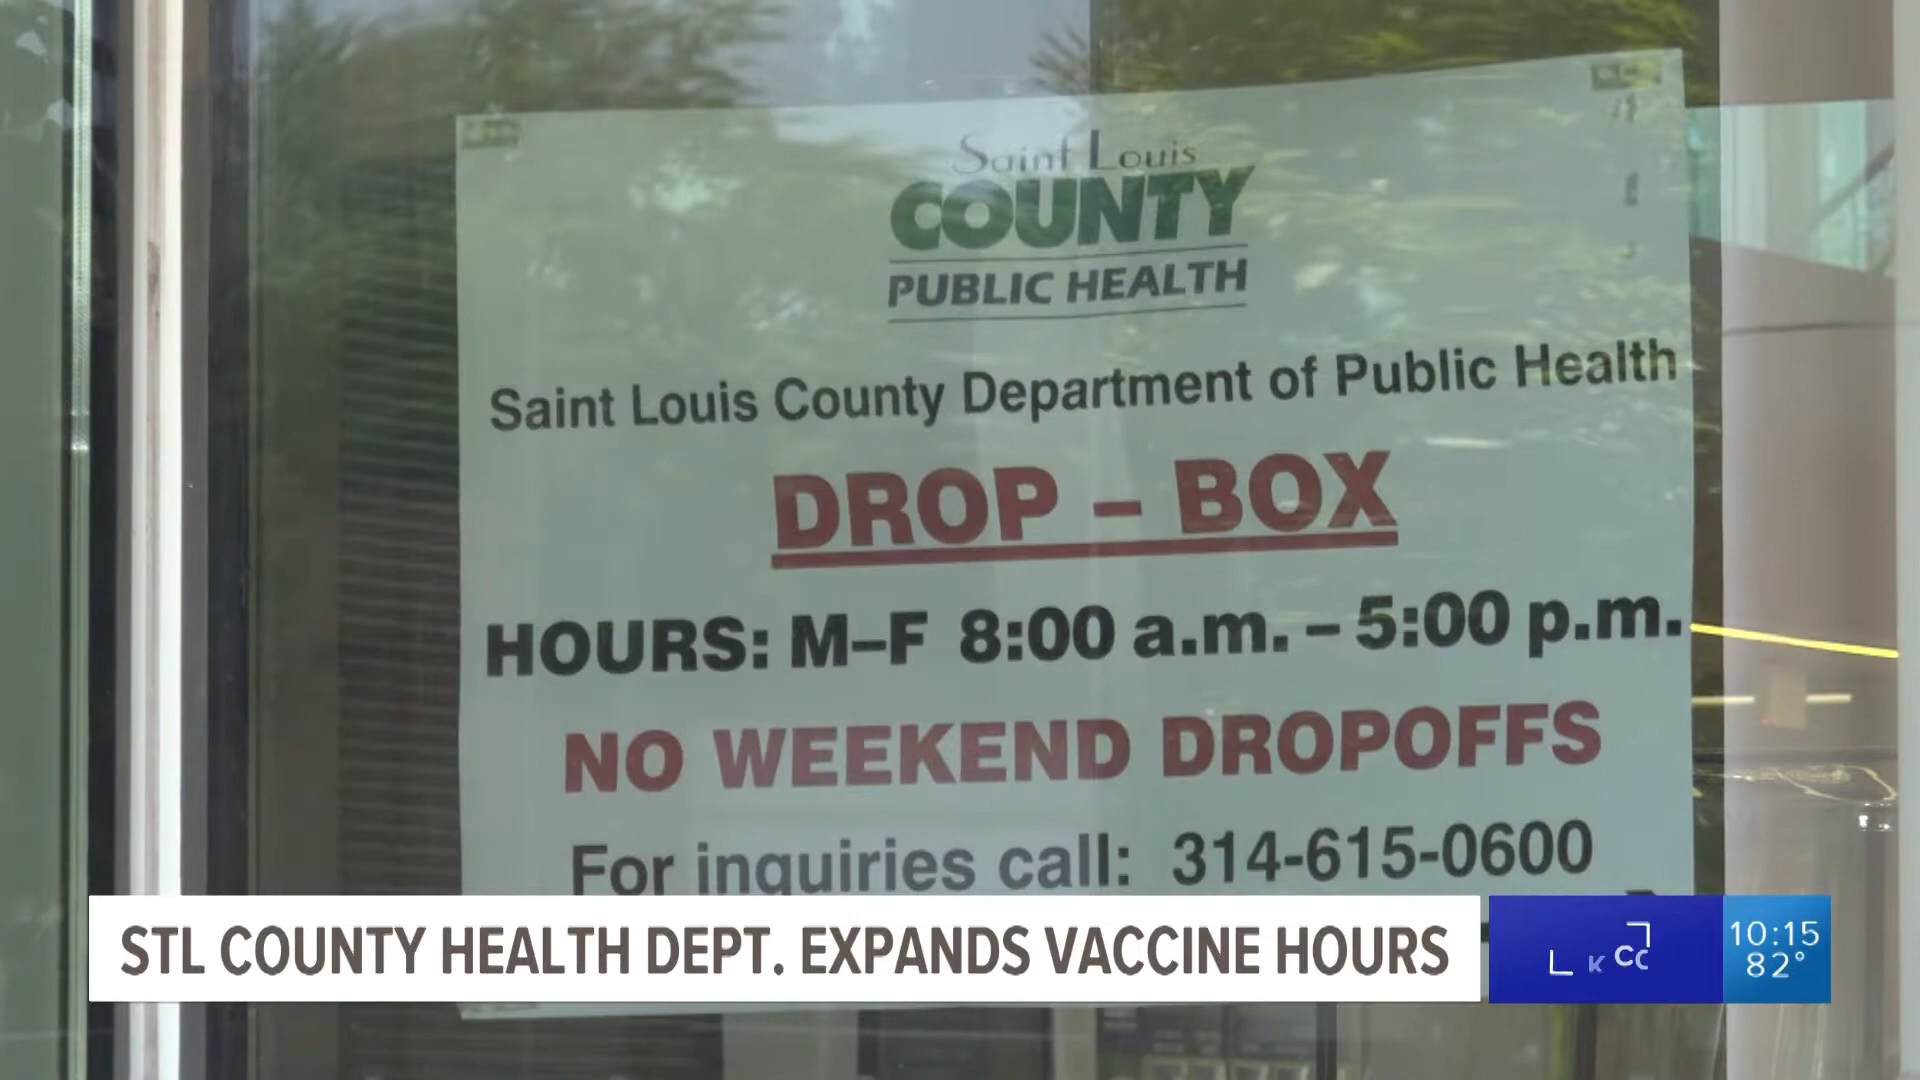 Saint Louis
COUNTY
PUBLIC HEALTH
Saint Louis County Department of Public Health
DROP – BOX
HOURS: M–F 8:00 a.m. – 5:00 p.m.
NO WEEKEND DROPOFFS
For inquiries call: 314-615-0600
STL COUNTY HEALTH DEPT. EXPANDS VACCINE HOURS
10:15
82°